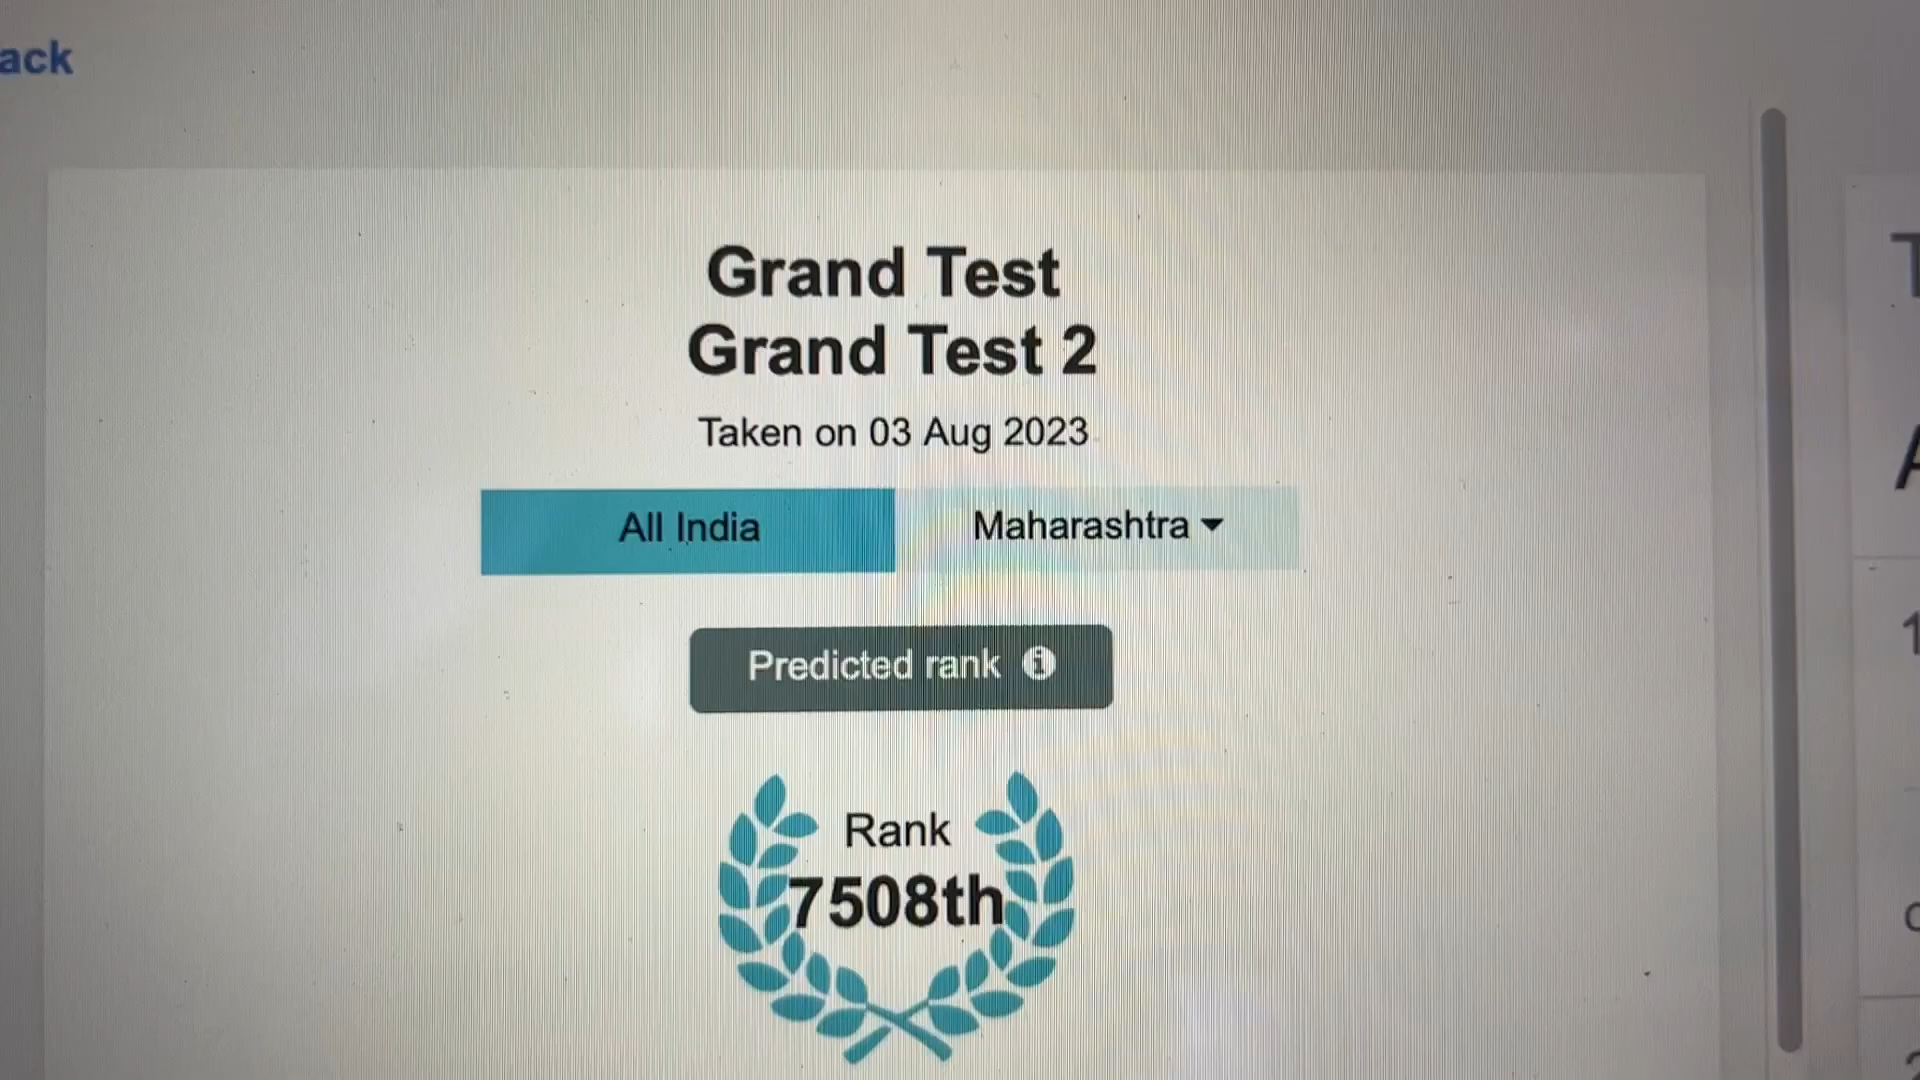 ack
Grand Test
Grand Test 2
Taken on 03 Aug 2023
All India
Maharashtra
Predicted rank
Rank
7508th